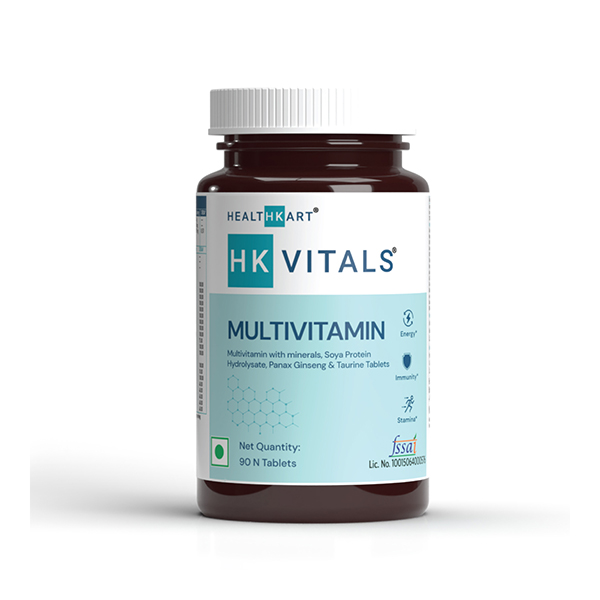 HEALTHKART®
HK VITALS®
MULTIVITAMIN
Multivitamin with minerals, Soya Protein
Hydrolysate, Panax Ginseng & Taurine Tablets
Energy*
Immunity*
Stamina*
Net Quantity:
90 N Tablets
fssai